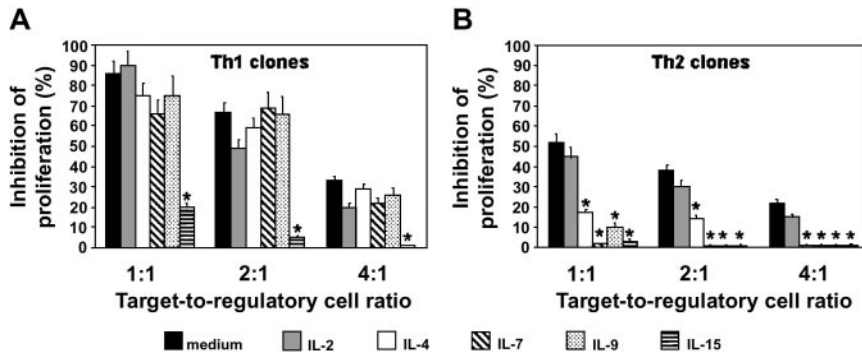 A
B
Inhibition of
proliferation (%)
100
90
80
70
60
50
40
30
20
10
0
Th1 clones
*
*
*
1:1
2:1
4:1
Target-to-regulatory cell ratio
Inhibition of
proliferation (%)
100
90
80
70
60
50
40
30
20
10
0
Th2 clones
* * * *
* * * *
* * * *
1:1
2:1
4:1
Target-to-regulatory cell ratio
medium IL-2 IL-4 IL-7 IL-9 IL-15